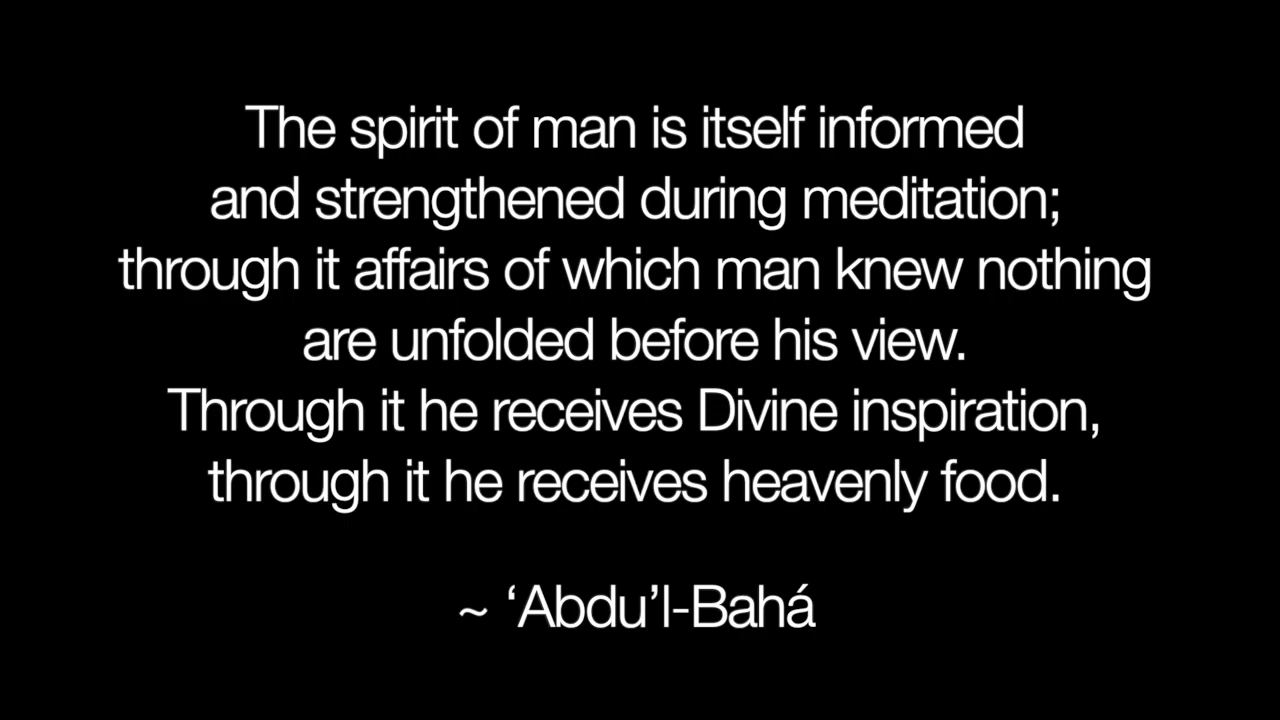 The spirit of man is itself informed
and strengthened during meditation;
through it affairs of which man knew nothing
are unfolded before his view.
Through it he receives Divine inspiration,
through it he receives heavenly food.
~ ‘Abdu’l-Bahá